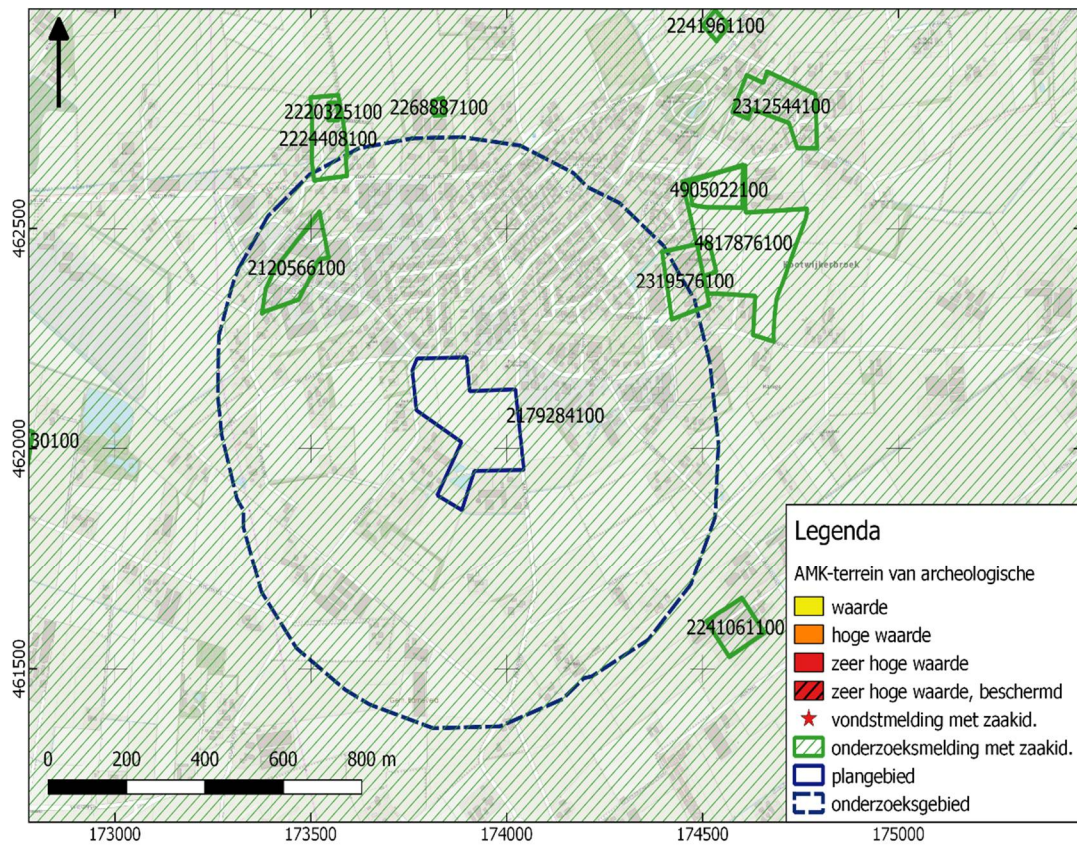 2241961100
2220325100
2268887100
2312544100
2224408100
4905022100
4817876100
Kootwijkerbroek
2120566100
2319576100
2179284100
30100
2241061100
462500
462000
461500
0 200 400 600 800 m
173000 173500 174000 174500 175000
Legenda
AMK-terrein van archeologische
waarde
hoge waarde
zeer hoge waarde
zeer hoge waarde, beschermd
vondstmelding met zaakid.
onderzoeksmelding met zaakid.
plangebied
onderzoeksgebied